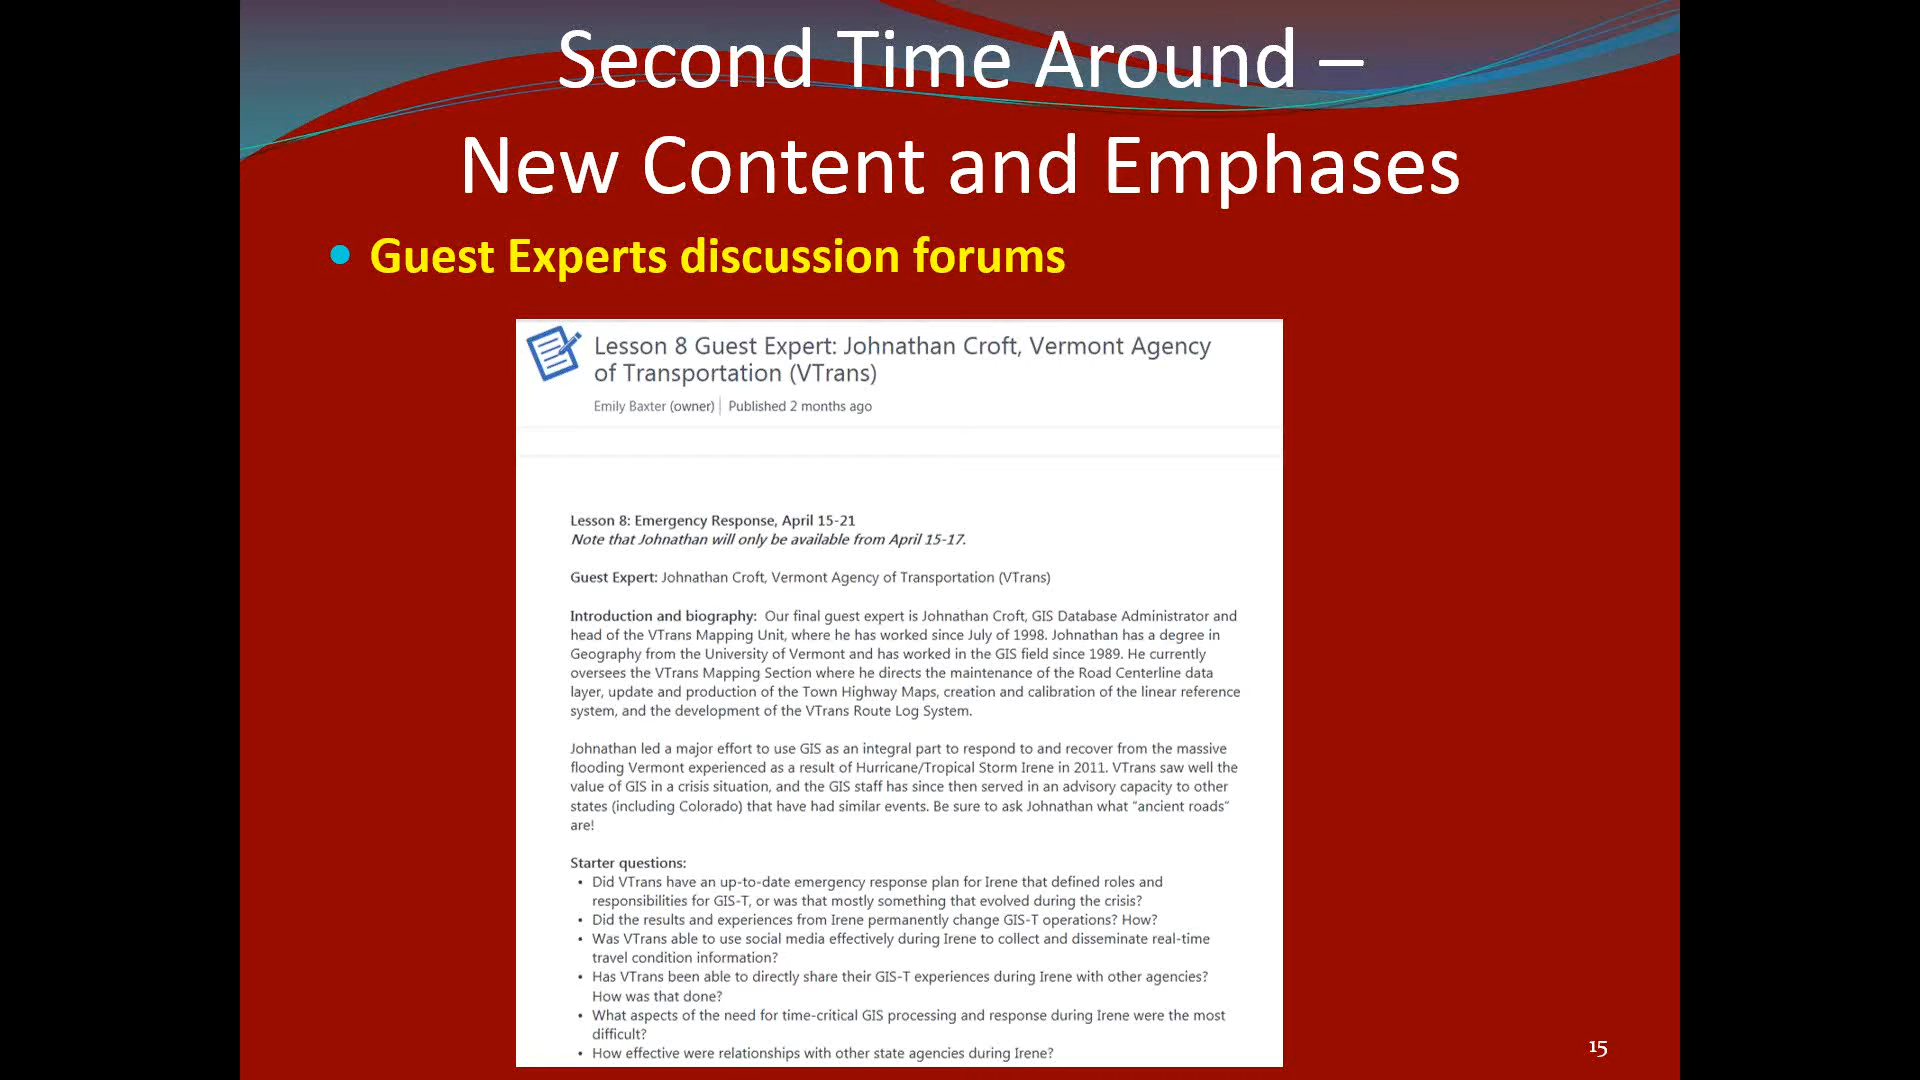 Second Time Around –
New Content and Emphases
• Guest Experts discussion forums
Lesson 8 Guest Expert: Johnathan Croft, Vermont Agency
of Transportation (VTrans)
Emily Baxter (owner) | Published 2 months ago
Lesson 8: Emergency Response, April 15-21
Note that Johnathan will only be available from April 15-17.
Guest Expert: Johnathan Croft, Vermont Agency of Transportation (VTrans)
Introduction and biography: Our final guest expert is Johnathan Croft, GIS Database Administrator and
head of the VTrans Mapping Unit, where he has worked since July of 1998. Johnathan has a degree in
Geography from the University of Vermont and has worked in the GIS field since 1989. He currently
oversees the VTrans Mapping Section where he directs the maintenance of the Road Centerline data
layer, update and production of the Town Highway Maps, creation and calibration of the linear reference
system, and the development of the VTrans Route Log System.
Johnathan led a major effort to use GIS as an integral part to respond to and recover from the massive
flooding Vermont experienced as a result of Hurricane/Tropical Storm Irene in 2011. VTrans saw well the
value of GIS in a crisis situation, and the GIS staff has since then served in an advisory capacity to other
states (including Colorado) that have had similar events. Be sure to ask Johnathan what "ancient roads"
are!
Starter questions:
• Did VTrans have an up-to-date emergency response plan for Irene that defined roles and
responsibilities for GIS-T, or was that mostly something that evolved during the crisis?
• Did the results and experiences from Irene permanently change GIS-T operations? How?
• Was VTrans able to use social media effectively during Irene to collect and disseminate real-time
travel condition information?
• Has VTrans been able to directly share their GIS-T experiences during Irene with other agencies?
How was that done?
• What aspects of the need for time-critical GIS processing and response during Irene were the most
difficult?
• How effective were relationships with other state agencies during Irene?
15